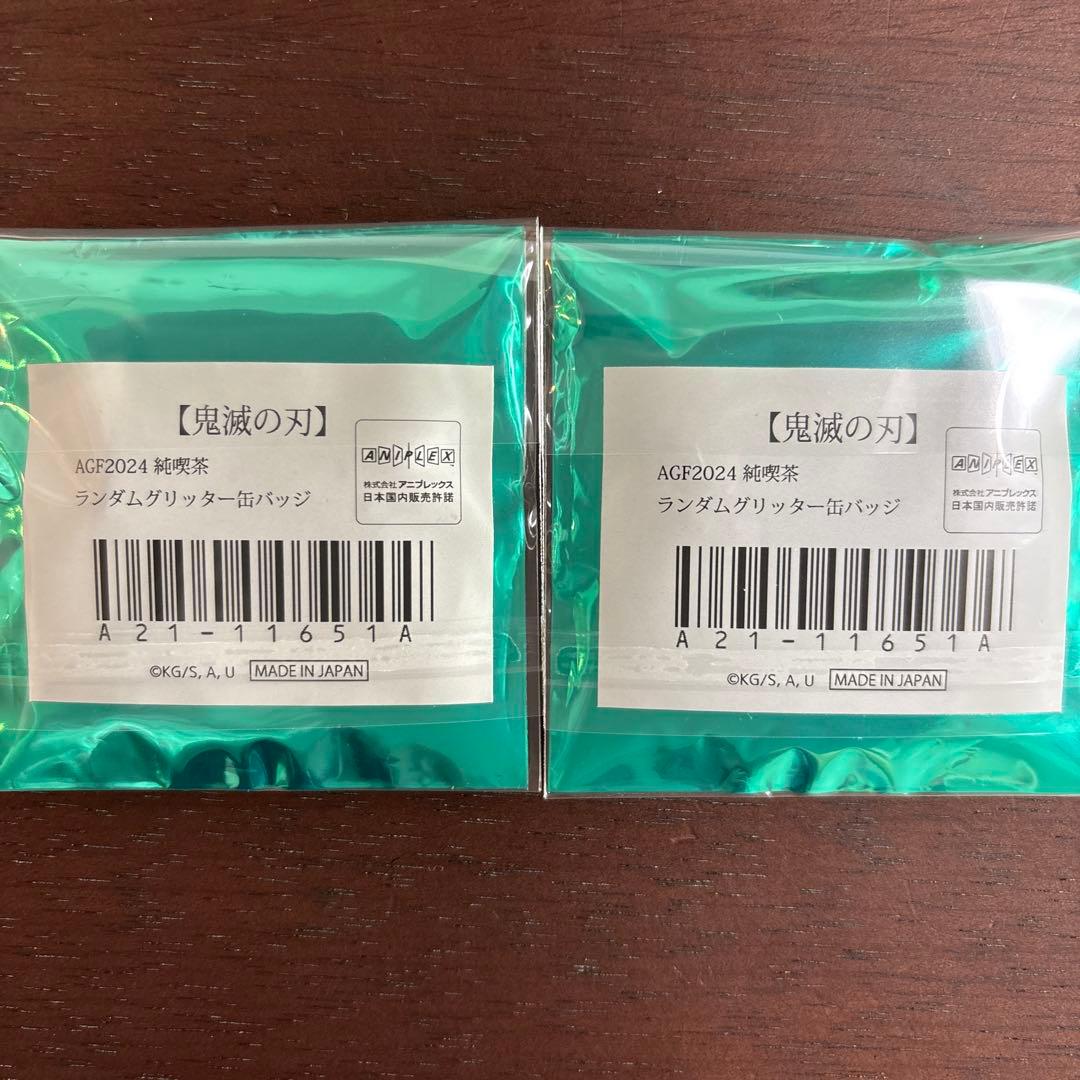 【鬼滅の刃】
AGF2024 純喫茶
ランダムグリッター缶バッジ
ANIPLEX
株式会社 アニプレックス
日本国内販売許諾
A21-11651A
©KG/S, A, U MADE IN JAPAN
【鬼滅の刃】
AGF2024 純喫茶
ランダムグリッター缶バッジ
ANIPLEX
株式会社 アニプレックス
日本国内販売許諾
A21-11651A
©KG/S, A, U MADE IN JAPAN